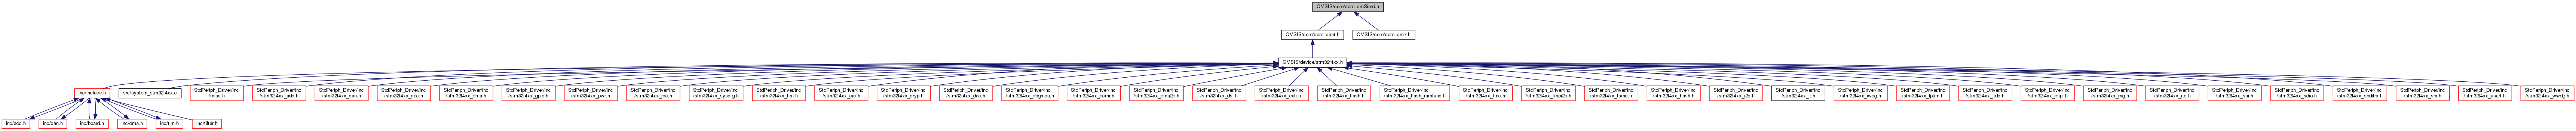 CMSIS/core/core_cmSimd.h
CMSIS/core/core_cm4.h
CMSIS/core/core_cm7.h
CMSIS/device/stm32f4xx.h
inc/include.h
src/system_stm32f4xx.c
StdPeriph_Driver/inc
/misc.h
StdPeriph_Driver/inc
/stm32f4xx_adc.h
StdPeriph_Driver/inc
/stm32f4xx_can.h
StdPeriph_Driver/inc
/stm32f4xx_cec.h
StdPeriph_Driver/inc
/stm32f4xx_dma.h
StdPeriph_Driver/inc
/stm32f4xx_gpio.h
StdPeriph_Driver/inc
/stm32f4xx_pwr.h
StdPeriph_Driver/inc
/stm32f4xx_rcc.h
StdPeriph_Driver/inc
/stm32f4xx_syscfg.h
StdPeriph_Driver/inc
/stm32f4xx_tim.h
StdPeriph_Driver/inc
/stm32f4xx_crc.h
StdPeriph_Driver/inc
/stm32f4xx_cryp.h
StdPeriph_Driver/inc
/stm32f4xx_dac.h
StdPeriph_Driver/inc
/stm32f4xx_dbgmcu.h
StdPeriph_Driver/inc
/stm32f4xx_dcmi.h
StdPeriph_Driver/inc
/stm32f4xx_dma2d.h
StdPeriph_Driver/inc
/stm32f4xx_dsi.h
StdPeriph_Driver/inc
/stm32f4xx_exti.h
StdPeriph_Driver/inc
/stm32f4xx_flash.h
StdPeriph_Driver/inc
/stm32f4xx_flash_ramfunc.h
StdPeriph_Driver/inc
/stm32f4xx_fmc.h
StdPeriph_Driver/inc
/stm32f4xx_fmpi2c.h
StdPeriph_Driver/inc
/stm32f4xx_fsmc.h
StdPeriph_Driver/inc
/stm32f4xx_hash.h
StdPeriph_Driver/inc
/stm32f4xx_i2c.h
StdPeriph_Driver/inc
/stm32f4xx_it.h
StdPeriph_Driver/inc
/stm32f4xx_iwdg.h
StdPeriph_Driver/inc
/stm32f4xx_lptim.h
StdPeriph_Driver/inc
/stm32f4xx_ltdc.h
StdPeriph_Driver/inc
/stm32f4xx_qspi.h
StdPeriph_Driver/inc
/stm32f4xx_rng.h
StdPeriph_Driver/inc
/stm32f4xx_rtc.h
StdPeriph_Driver/inc
/stm32f4xx_sai.h
StdPeriph_Driver/inc
/stm32f4xx_sdio.h
StdPeriph_Driver/inc
/stm32f4xx_spdifrx.h
StdPeriph_Driver/inc
/stm32f4xx_spi.h
StdPeriph_Driver/inc
/stm32f4xx_usart.h
StdPeriph_Driver/inc
/stm32f4xx_wwdg.h
inc/adc.h
inc/can.h
inc/board.h
inc/dma.h
inc/tim.h
inc/filter.h